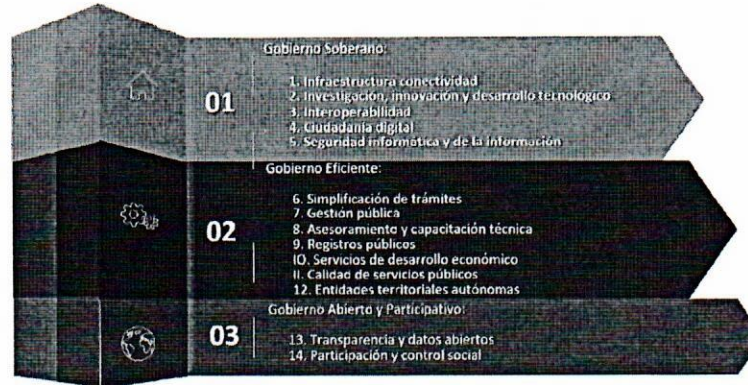 Gobierno Soberano:
01
1. Infraestructura conectividad
2. Investigación, innovación y desarrollo tecnológico
3. Interoperabilidad
4. Ciudadanía digital
5. Seguridad informática y de la información
Gobierno Eficiente:
02
6. Simplificación de trámites
7. Gestión pública
8. Asesoramiento y capacitación técnica
9. Registros públicos
IO. Servicios de desarrollo económico
II. Calidad de servicios públicos
12. Entidades territoriales autónomas
Gobierno Abierto y Participativo:
03
13. Transparencia y datos abiertos
14. Participación y control social